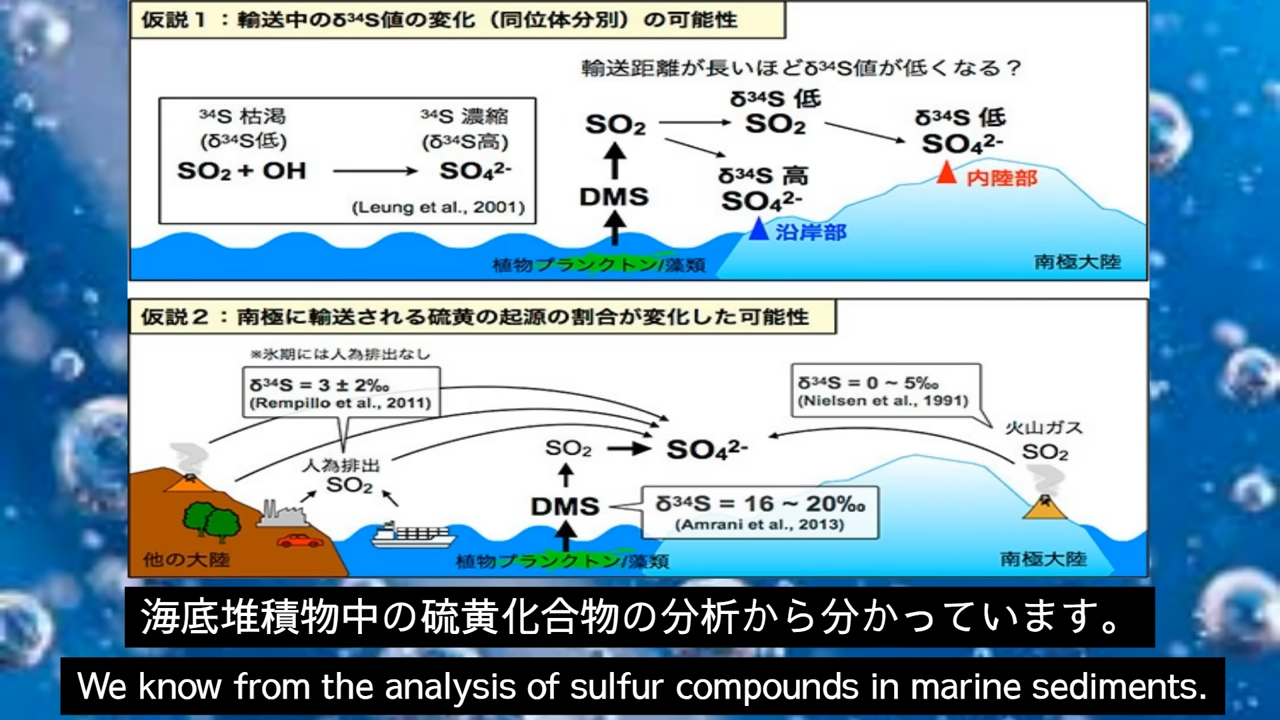 仮説1：輸送中のδ³⁴S値の変化（同位体分別）の可能性
輸送距離が長いほどδ³⁴S値が低くなる？
³⁴S 枯渇
(δ³⁴S低)
SO₂ + OH
³⁴S 濃縮
(δ³⁴S高)
SO₄²⁻
(Leung et al., 2001)
SO₂
DMS
δ³⁴S 低
SO₂
δ³⁴S 高
SO₄²⁻
沿岸部
δ³⁴S 低
SO₄²⁻
内陸部
植物プランクトン/藻類
南極大陸
仮説2：南極に輸送される硫黄の起源の割合が変化した可能性
※氷期には人為排出なし
δ³⁴S = 3 ± 2‰
(Rempillo et al., 2011)
人為排出
SO₂
SO₂
SO₄²⁻
DMS
δ³⁴S = 16 ~ 20‰
(Amrani et al., 2013)
δ³⁴S = 0 ~ 5‰
(Nielsen et al., 1991)
火山ガス
SO₂
他の大陸
植物プランクトン/藻類
南極大陸
海底堆積物中の硫黄化合物の分析から分かっています。
We know from the analysis of sulfur compounds in marine sediments.